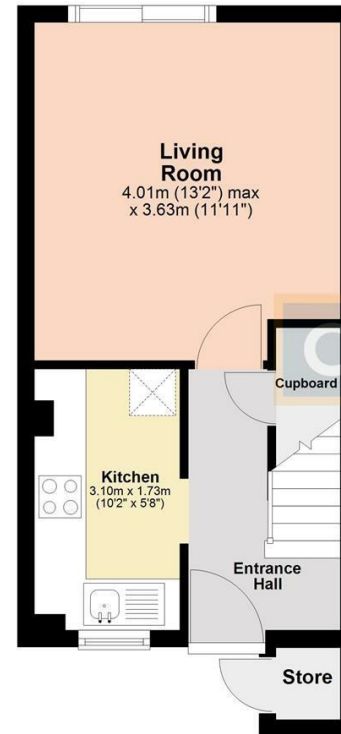 Living
Room
4.01m (13'2") max
x 3.63m (11'11")
Cupboard
Kitchen
3.10m x 1.73m
(10'2" x 5'8")
Entrance
Hall
Store